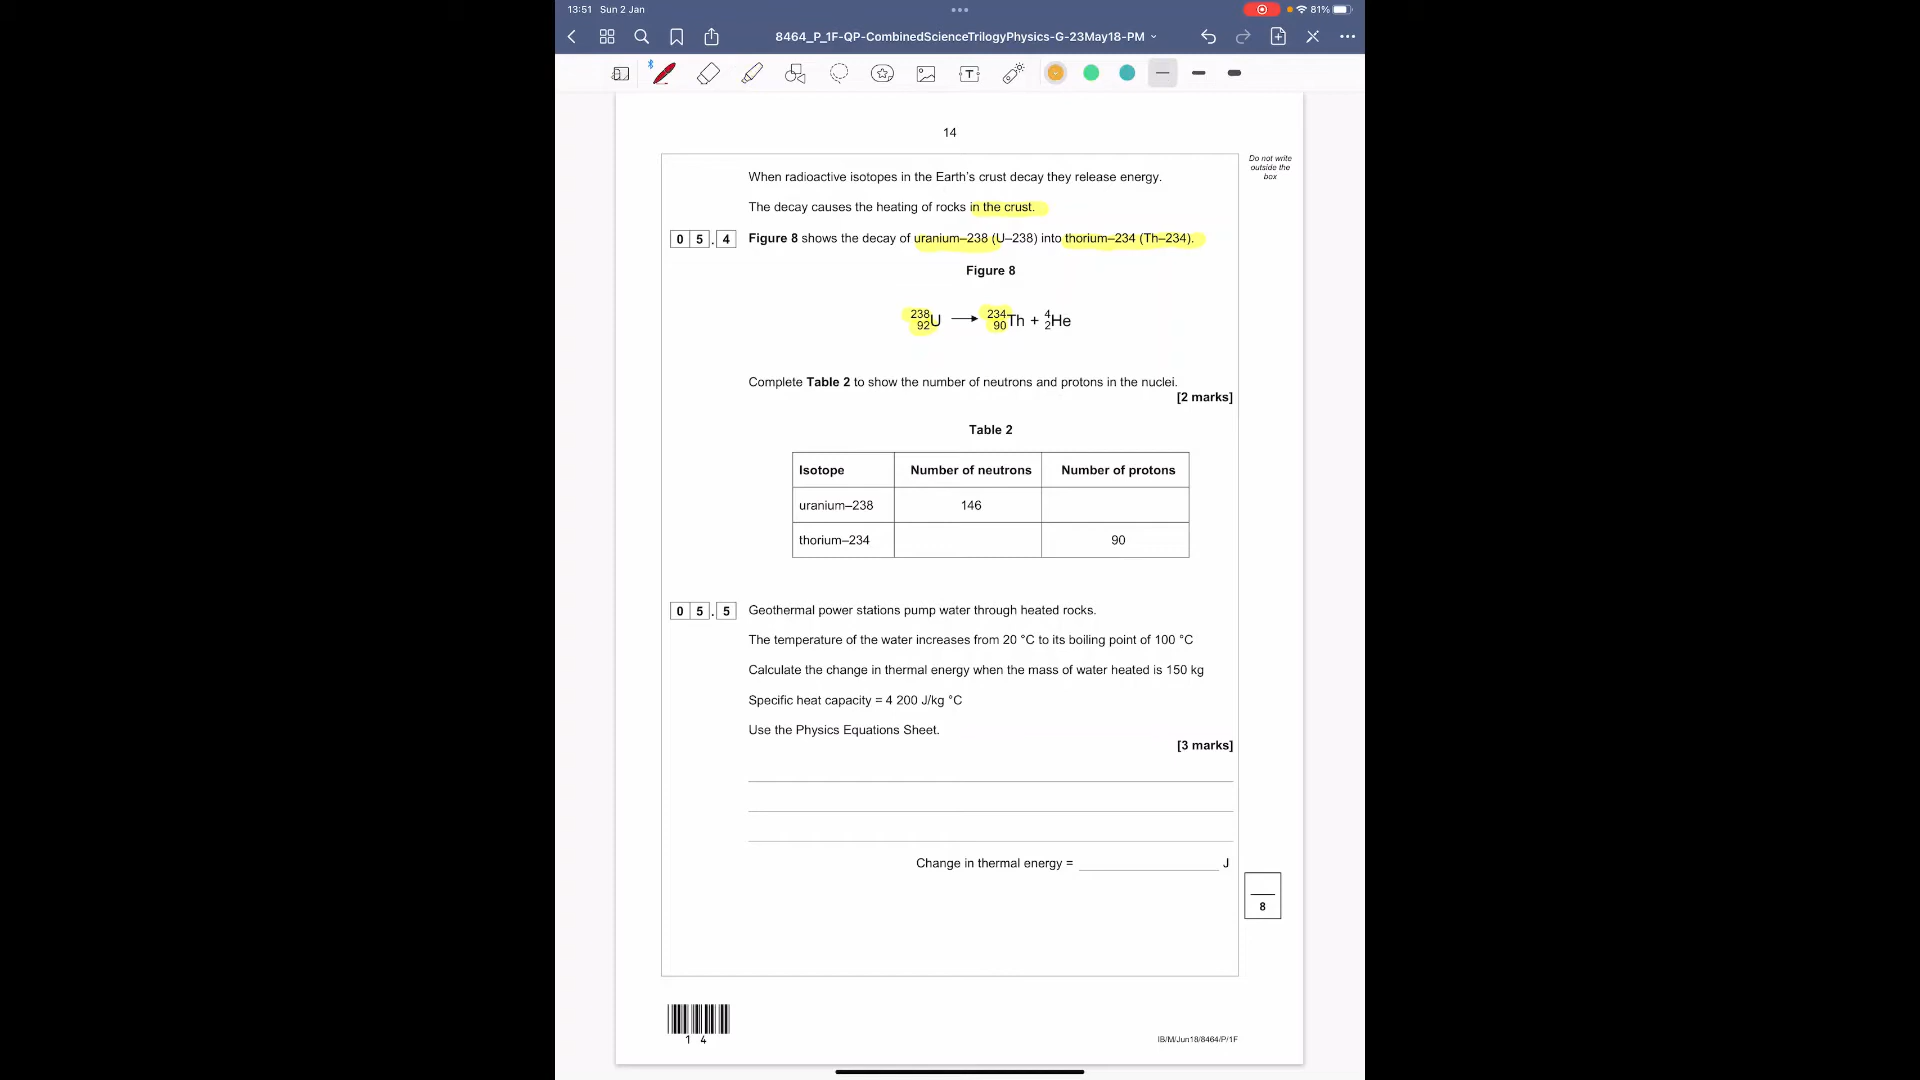 13:51 Sun 2 Jan
81%
8464_P_1F-QP-CombinedScienceTrilogyPhysics-G-23May18-PM
T
14
Do not write
outside the
box
When radioactive isotopes in the Earth's crust decay they release energy.
The decay causes the heating of rocks in the crust.
0 5 . 4 Figure 8 shows the decay of uranium–238 (U–238) into thorium–234 (Th–234).
Figure 8
²³⁸₉₂U → ²³⁴₉₀Th + ⁴₂He
Complete Table 2 to show the number of neutrons and protons in the nuclei.
[2 marks]
Table 2
Isotope Number of neutrons Number of protons
uranium–238 146
thorium–234 90
0 5 . 5 Geothermal power stations pump water through heated rocks.
The temperature of the water increases from 20 °C to its boiling point of 100 °C
Calculate the change in thermal energy when the mass of water heated is 150 kg
Specific heat capacity = 4 200 J/kg °C
Use the Physics Equations Sheet.
[3 marks]
Change in thermal energy = J
8
1 4
IB/M/Jun18/8464/P/1F